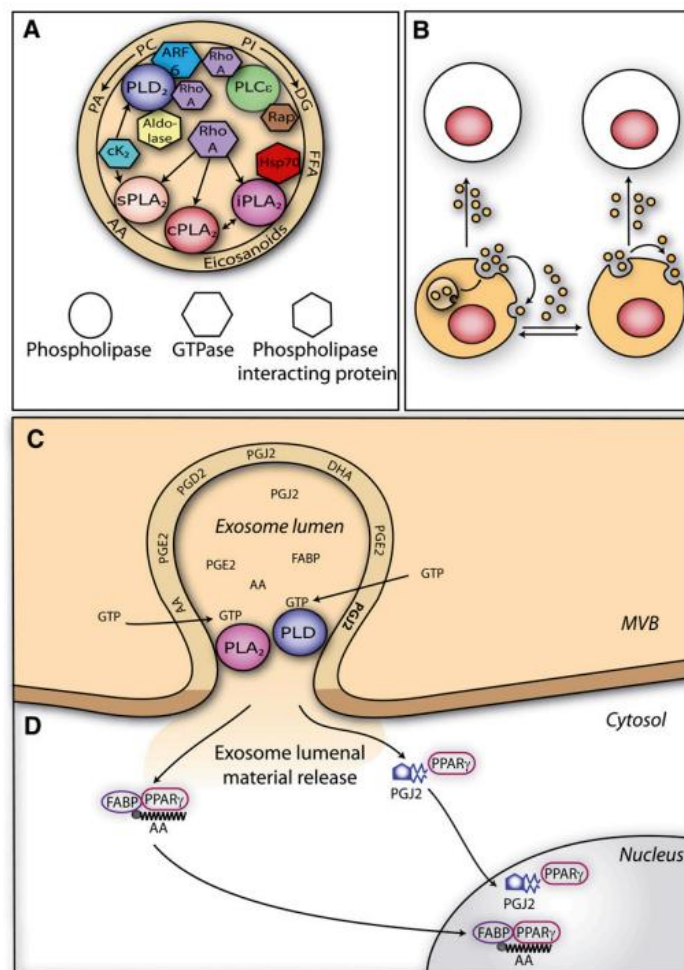 A
PC
PI
ARF
6
Rho
A
PLD₂
Rho
A
PLCε
PA
DG
Aldo-
lase
Rap
cK₂
Rho
A
Hsp70
FFA
sPLA₂
iPLA₂
cPLA₂
AA
Eicosanoids
Phospholipase
GTPase
Phospholipase
interacting protein
B
C
PGJ2
PGD2
DHA
PGJ2
Exosome lumen
PGE2
PGE2
PGE2
FABP
AA
AA
GTP
GTP
GTP
GTP
PGJ2
PLA₂
PLD
MVB
Cytosol
D
Exosome lumenal
material release
PPARγ
PGJ2
FABP
PPARγ
AA
Nucleus
PPARγ
PGJ2
FABP
PPARγ
AA